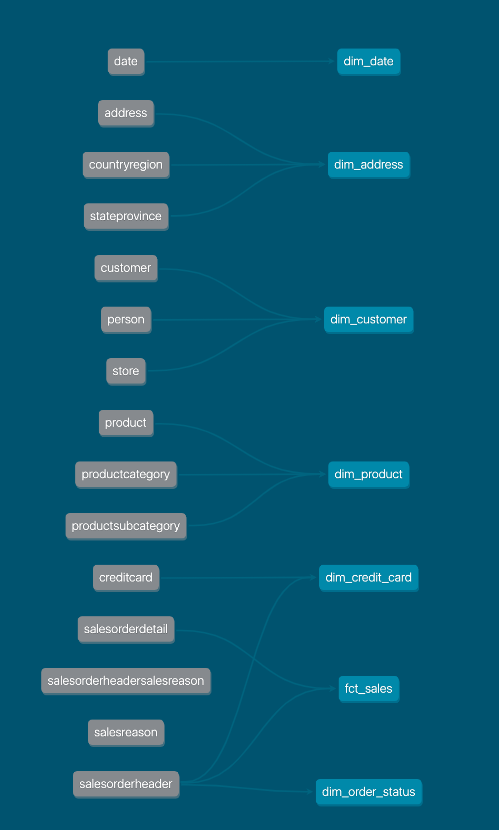 date
dim_date
address
countryregion
dim_address
stateprovince
customer
person
dim_customer
store
product
productcategory
dim_product
productsubcategory
creditcard
dim_credit_card
salesorderdetail
salesorderheadersalesreason
fct_sales
salesreason
salesorderheader
dim_order_status